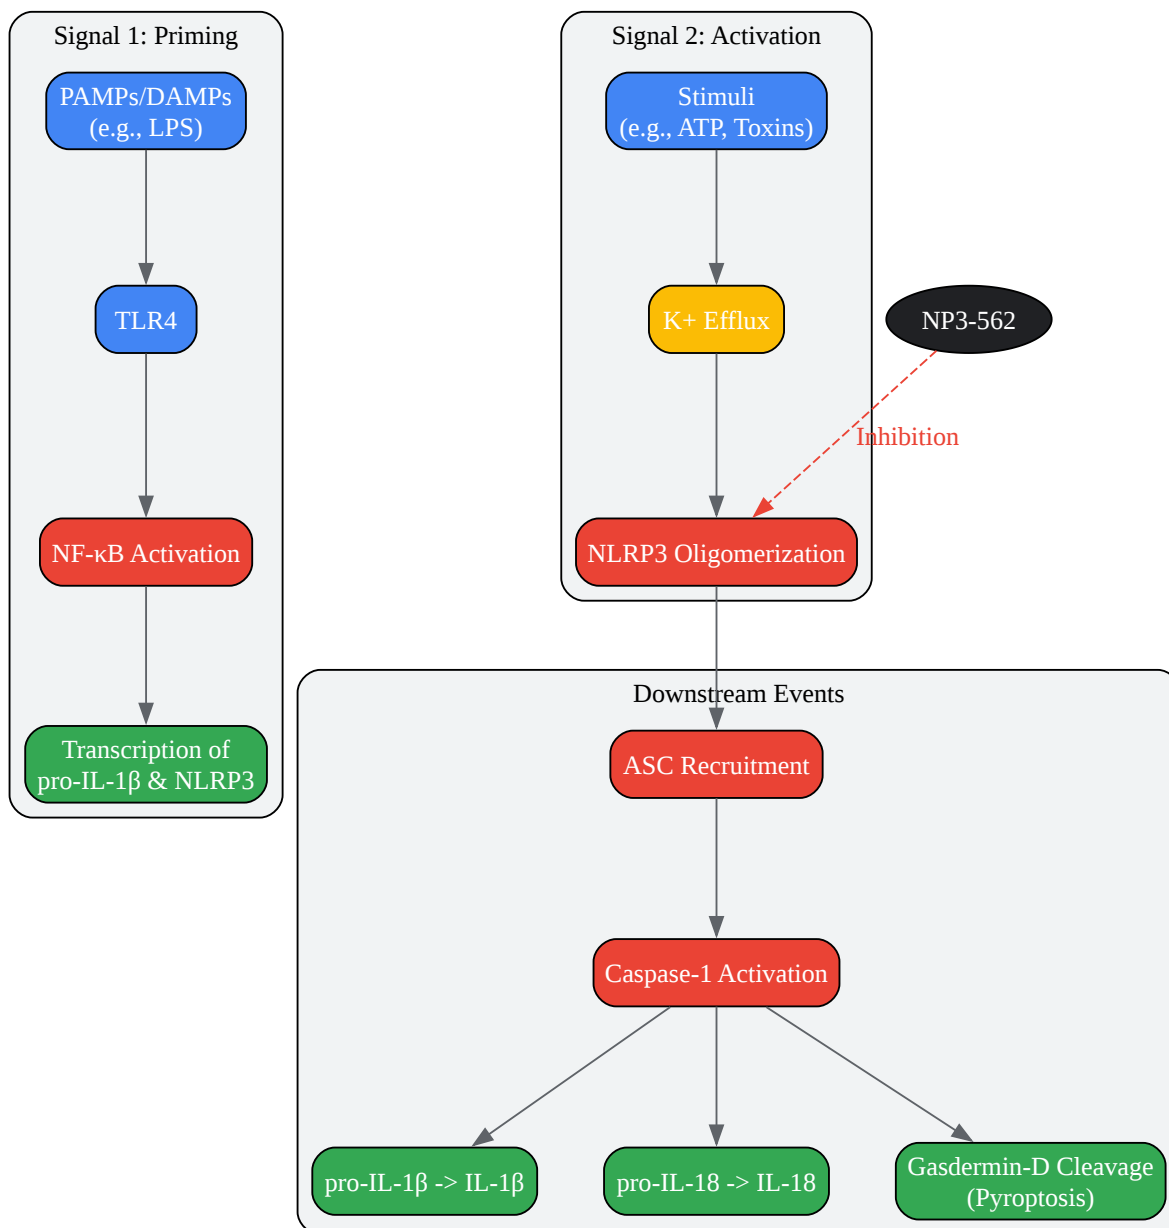 Signal 1: Priming
PAMPs/DAMPs
(e.g., LPS)
TLR4
NF-κB Activation
Transcription of
pro-IL-1β & NLRP3
Signal 2: Activation
Stimuli
(e.g., ATP, Toxins)
K+ Efflux
NP3-562
Inhibition
NLRP3 Oligomerization
Downstream Events
ASC Recruitment
Caspase-1 Activation
pro-IL-1β -> IL-1β
pro-IL-18 -> IL-18
Gasdermin-D Cleavage
(Pyroptosis)